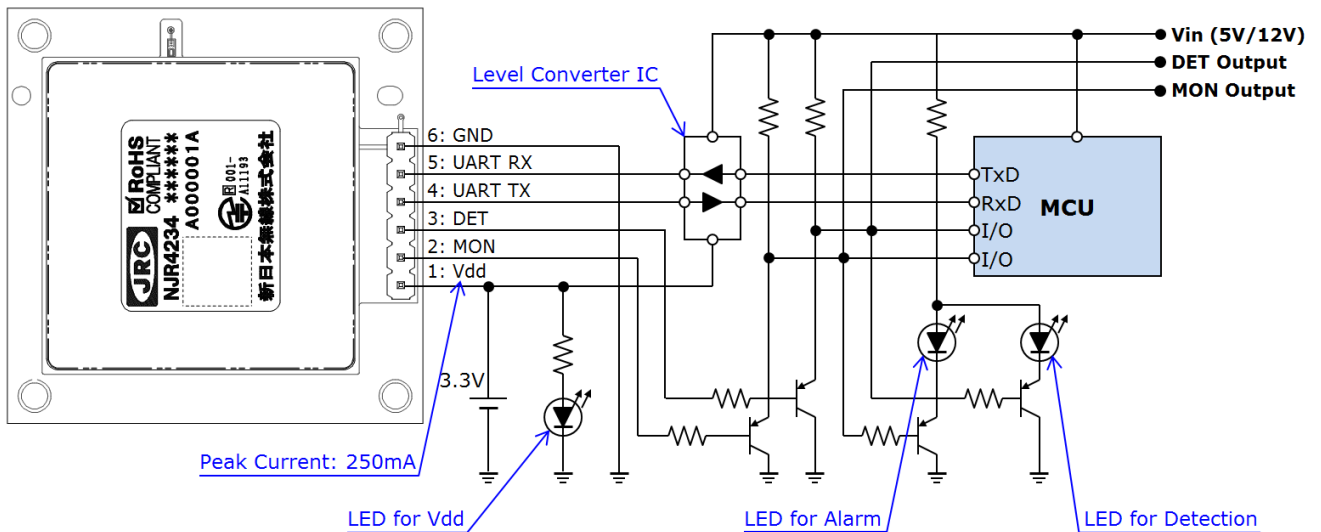 Vin (5V/12V)
DET Output
MON Output
Level Converter IC
6: GND
5: UART RX
4: UART TX
3: DET
2: MON
1: Vdd
TxD
RxD
I/O
I/O
MCU
JRC
RoHS
COMPLIANT
NJR4234 ******
A000001A
R 001-
A11193
新日本無線株式会社
3.3V
Peak Current: 250mA
LED for Vdd
LED for Alarm
LED for Detection